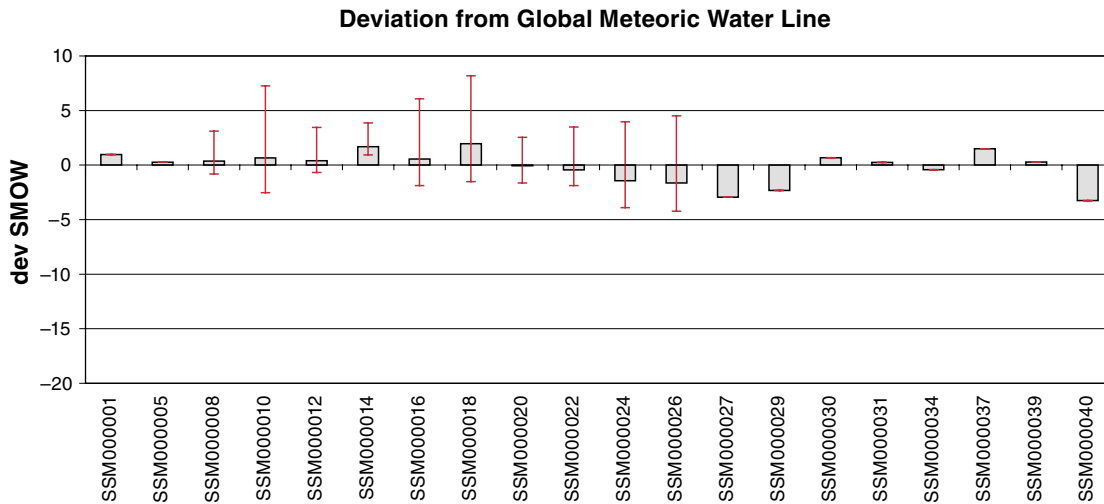 Deviation from Global Meteoric Water Line
dev SMOW
10
5
0
−5
−10
−15
−20
SSM000001
SSM000005
SSM000008
SSM0000010
SSM000012
SSM000014
SSM000016
SSM000018
SSM000020
SSM000022
SSM000024
SSM000026
SSM000027
SSM000029
SSM000030
SSM000031
SSM000034
SSM000037
SSM000039
SSM000040